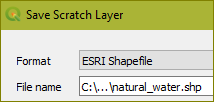 Save Scratch Layer
Format ESRI Shapefile
File name C:\...\natural_water.shp